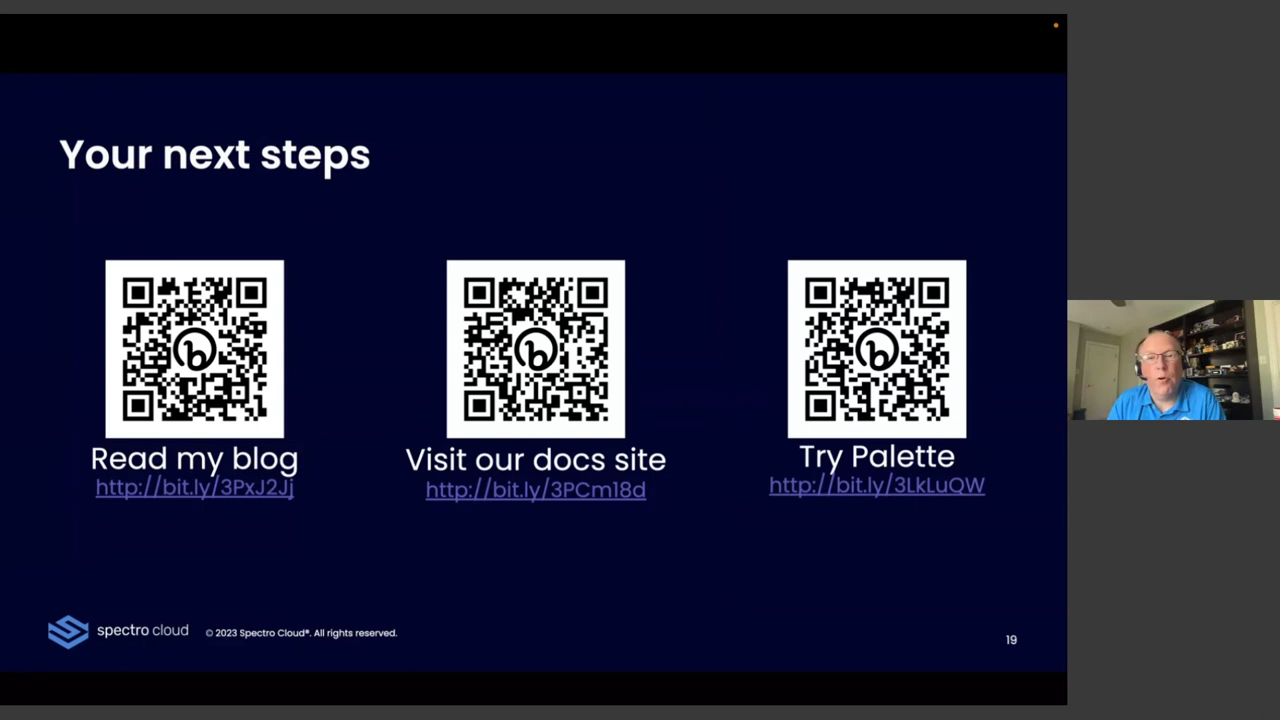 Your next steps
Read my blog
http://bit.ly/3PxJ2Jj
Visit our docs site
http://bit.ly/3PCm18d
Try Palette
http://bit.ly/3LkLuQW
spectro cloud
© 2023 Spectro Cloud®. All rights reserved.
19